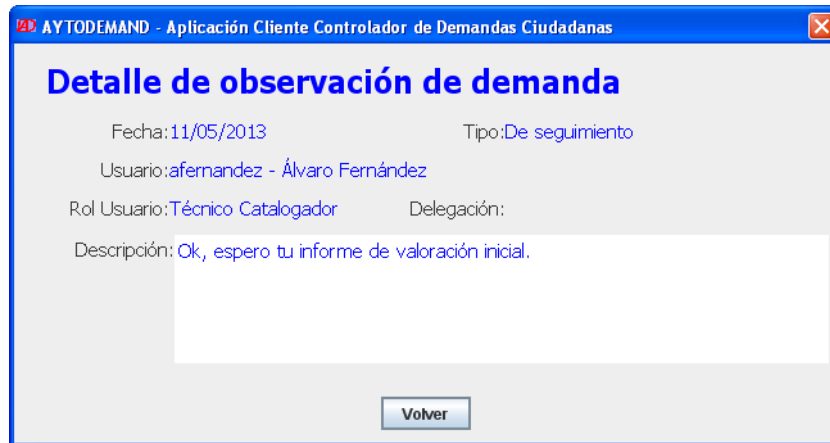 AYTODEMAND - Aplicación Cliente Controlador de Demandas Ciudadanas
Detalle de observación de demanda
Fecha:11/05/2013 Tipo:De seguimiento
Usuario:afernandez - Álvaro Fernández
Rol Usuario:Técnico Catalogador Delegación:
Descripción: Ok, espero tu informe de valoración inicial.
Volver